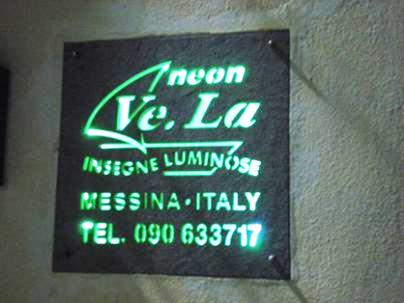 neon
Ve. La
INSEGNE LUMINOSE
MESSINA · ITALY
TEL. 090 633717